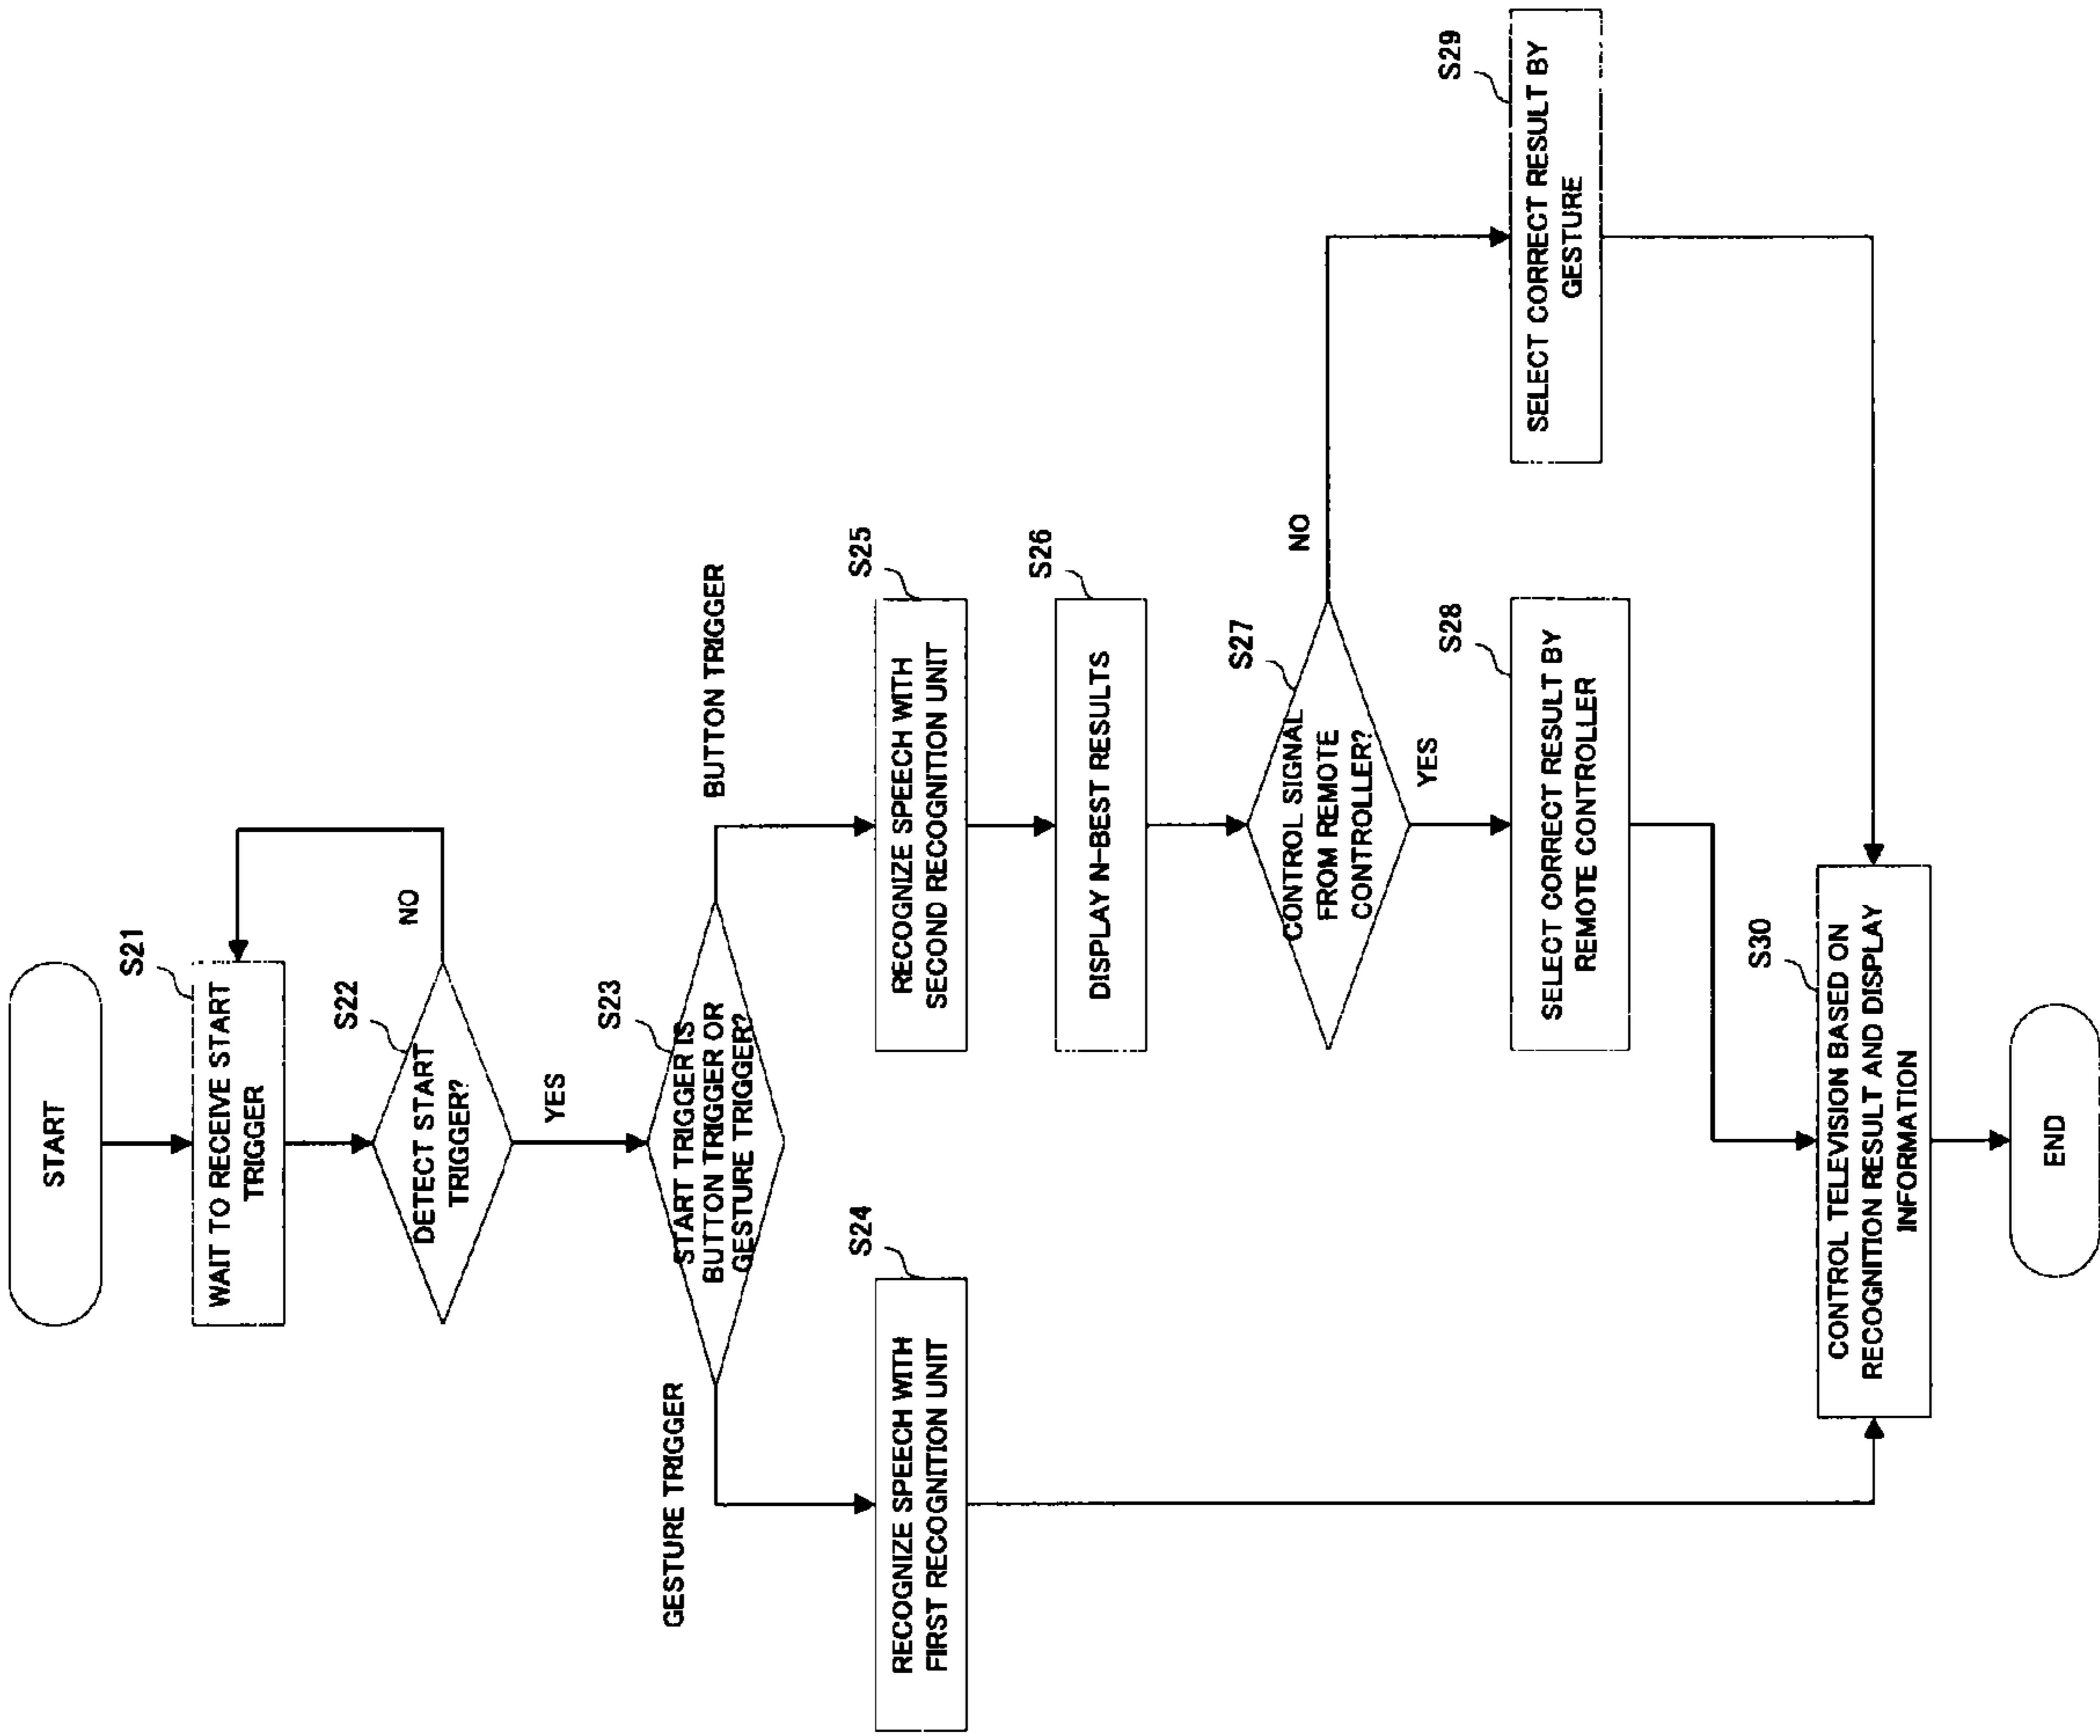 START
S21
WAIT TO RECEIVE START
TRIGGER
S22
DETECT START
TRIGGER?
NO
YES
S23
START TRIGGER IS
BUTTON TRIGGER OR
GESTURE TRIGGER?
GESTURE TRIGGER
BUTTON TRIGGER
S24
RECOGNIZE SPEECH WITH
FIRST RECOGNITION UNIT
S25
RECOGNIZE SPEECH WITH
SECOND RECOGNITION UNIT
S26
DISPLAY N-BEST RESULTS
S27
CONTROL SIGNAL
FROM REMOTE
CONTROLLER?
NO
YES
S28
SELECT CORRECT RESULT BY
REMOTE CONTROLLER
S29
SELECT CORRECT RESULT BY
GESTURE
S30
CONTROL TELEVISION BASED ON
RECOGNITION RESULT AND DISPLAY
INFORMATION
END